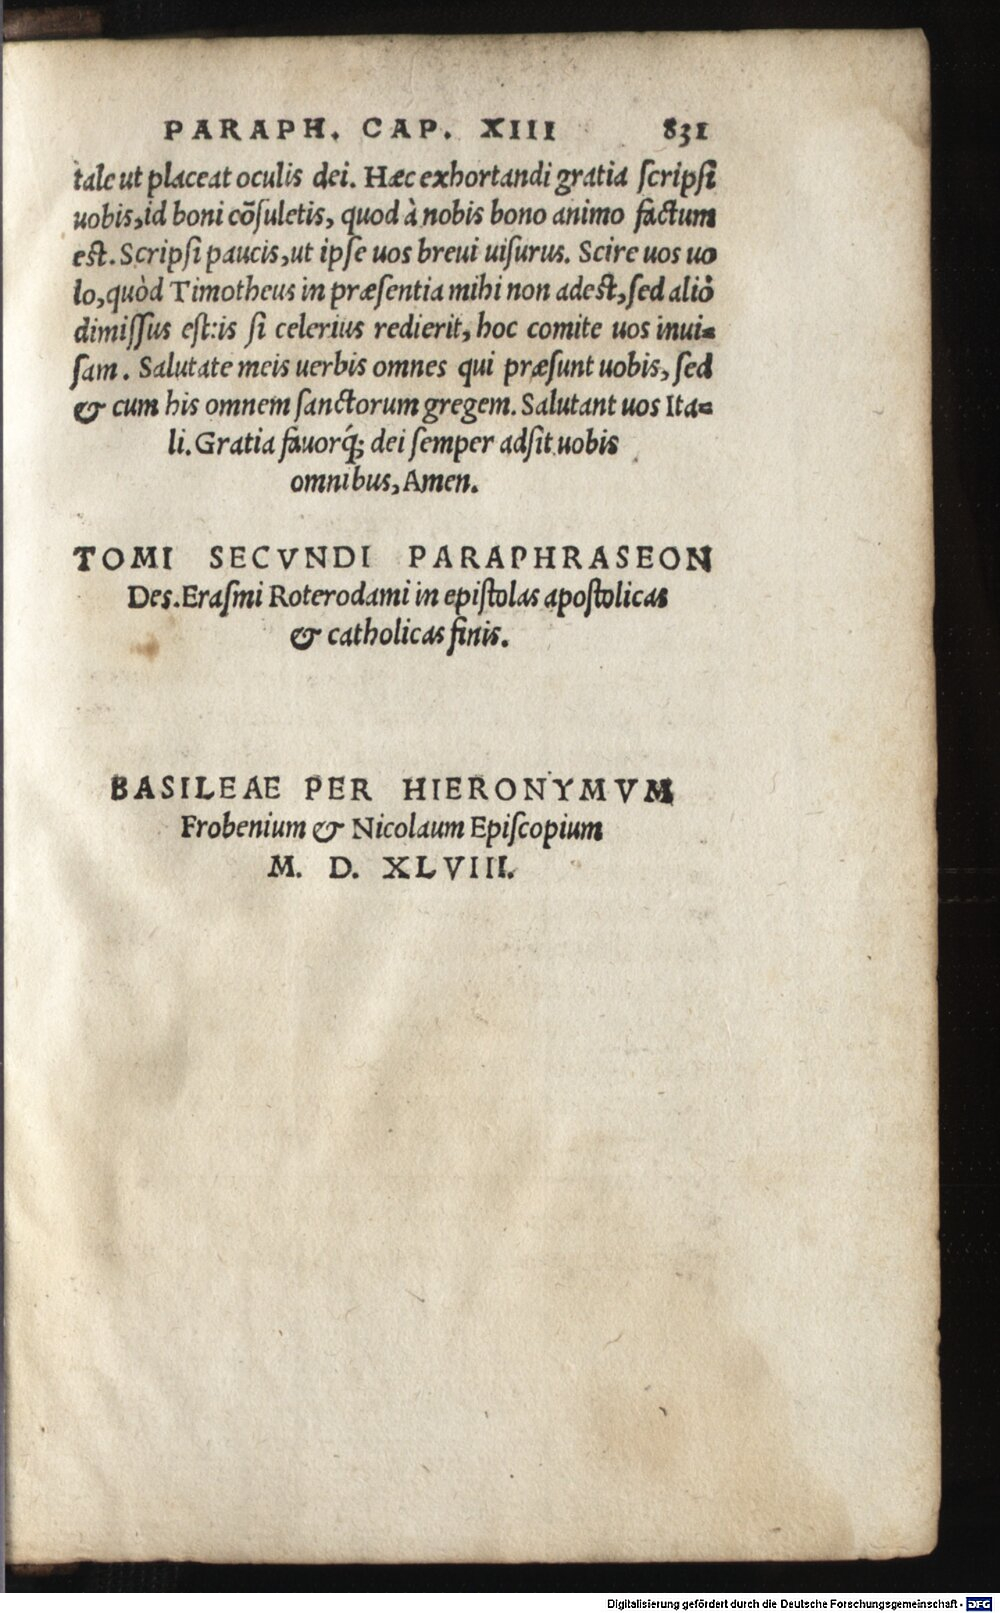 PARAPH. CAP. XIII 831
tale ut placeat oculis dei. Hæc exhortandi gratia ſcripſi
uobis, id boni cōſuletis, quod à nobis bono animo factum
est. Scripſi paucis, ut ipſe uos breui uiſurus. Scire uos uo
lo, quòd Timotheus in præſentia mihi non adest, ſed aliò
dimiſſus eſt: is ſi celerius redierit, hoc comite uos inui=
ſam. Salutate meis uerbis omnes qui præſunt uobis, ſed
& cum his omnem ſanctorum gregem. Salutant uos Ita=
li. Gratia fauorq́; dei ſemper adſit uobis
omnibus, Amen.
TOMI SECVNDI PARAPHRASEON
Des. Eraſmi Roterodami in epiſtolas apoſtolicas
& catholicas finis.
BASILEAE PER HIERONYMVM
Frobenium & Nicolaum Epiſcopium
M. D. XLVIII.
Digitalisierung gefördert durch die Deutsche Forschungsgemeinschaft - DFG